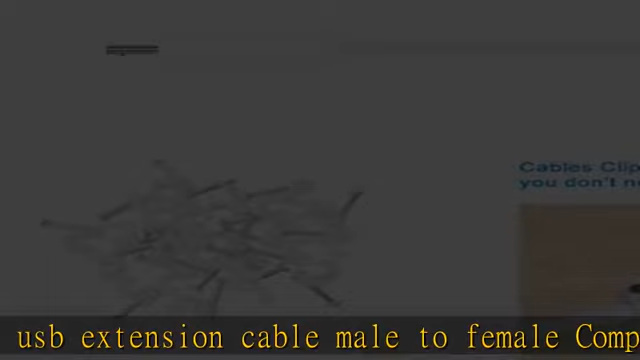 Cables Clip
you don't n
usb extension cable male to female Comp